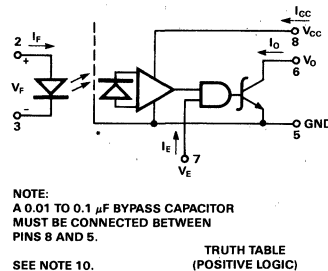 I_CC
I_F
8 V_CC
2
+
I_O
V_O
6
V_F
−
3
I_E
GND
5
7
V_E
NOTE:
A 0.01 TO 0.1 μF BYPASS CAPACITOR
MUST BE CONNECTED BETWEEN
PINS 8 AND 5.
TRUTH TABLE
SEE NOTE 10. (POSITIVE LOGIC)